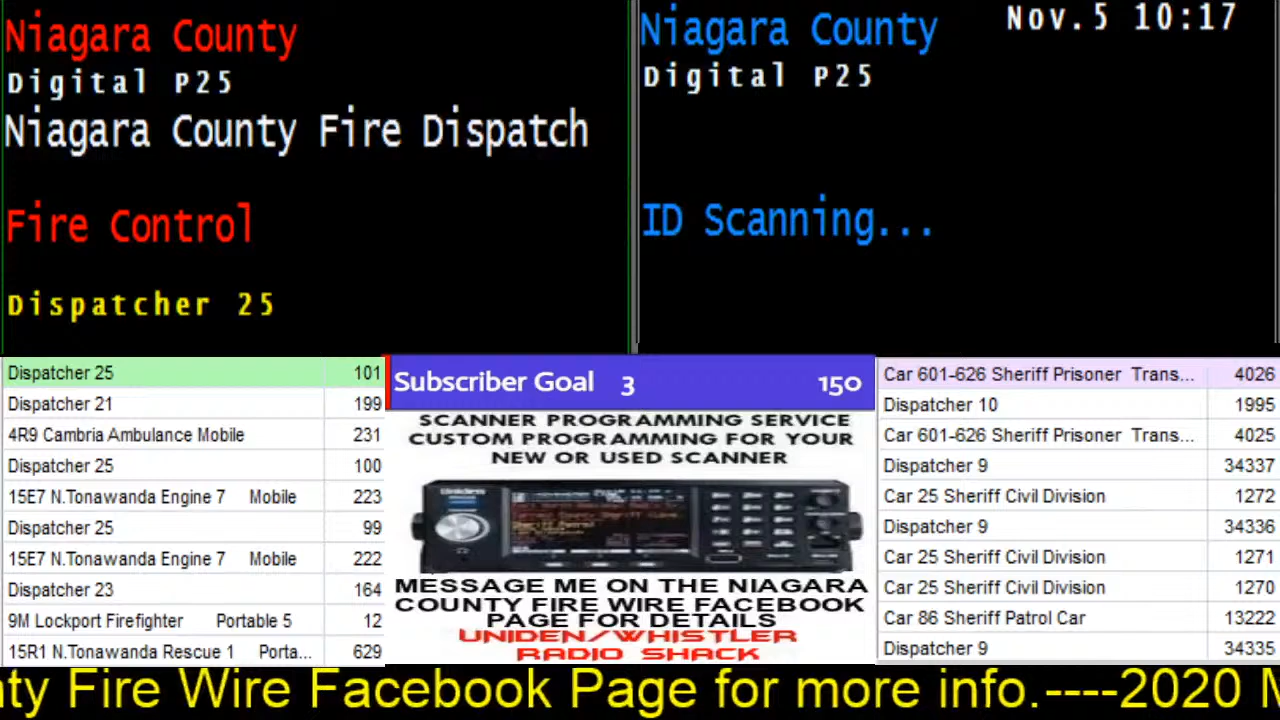 Niagara County
Digital P25
Niagara County Fire Dispatch
Fire Control
Dispatcher 25
Niagara County
Nov.5 10:17
Digital P25
ID Scanning...
Dispatcher 25 101
Dispatcher 21 199
4R9 Cambria Ambulance Mobile 231
Dispatcher 25 100
15E7 N.Tonawanda Engine 7 Mobile 223
Dispatcher 25 99
15E7 N.Tonawanda Engine 7 Mobile 222
Dispatcher 23 164
9M Lockport Firefighter Portable 5 12
15R1 N.Tonawanda Rescue 1 Porta... 629
Subscriber Goal 3 150
SCANNER PROGRAMMING SERVICE
CUSTOM PROGRAMMING FOR YOUR
NEW OR USED SCANNER
Uniden
MESSAGE ME ON THE NIAGARA
COUNTY FIRE WIRE FACEBOOK
PAGE FOR DETAILS
UNIDEN/WHISTLER
RADIO SHACK
Car 601-626 Sheriff Prisoner Trans... 4026
Dispatcher 10 1995
Car 601-626 Sheriff Prisoner Trans... 4025
Dispatcher 9 34337
Car 25 Sheriff Civil Division 1272
Dispatcher 9 34336
Car 25 Sheriff Civil Division 1271
Car 25 Sheriff Civil Division 1270
Car 86 Sheriff Patrol Car 13222
Dispatcher 9 34335
nty Fire Wire Facebook Page for more info.----2020 M